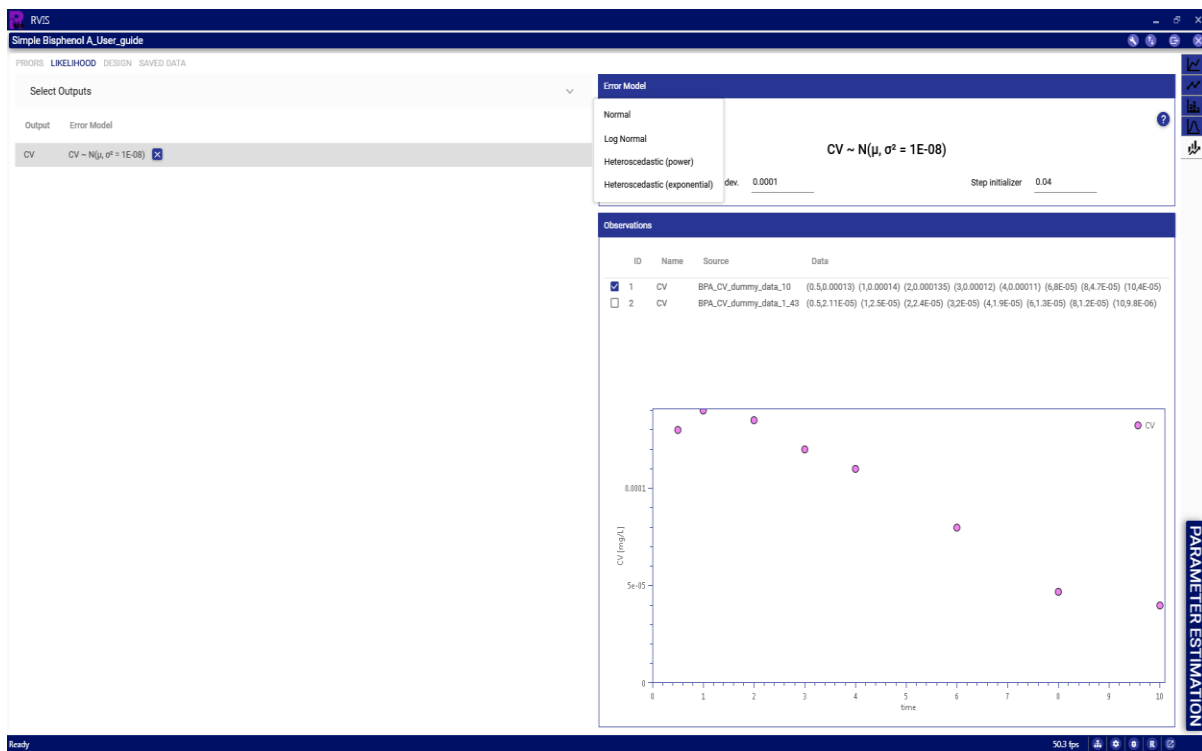 RVIS
Simple Bisphenol A_User_guide
PRIORS LIKELIHOOD DESIGN SAVED DATA
Select Outputs
Output Error Model
CV CV ~ N(μ, σ² = 1E-08)
Error Model
Normal
Log Normal
Heteroscedastic (power)
Heteroscedastic (exponential)
?
CV ~ N(μ, σ² = 1E-08)
dev. 0.0001 Step initializer 0.04
Observations
ID Name Source Data
1 CV BPA_CV_dummy_data_10 (0.5,0.00013) (1,0.00014) (2,0.000135) (3,0.00012) (4,0.00011) (6,8E-05) (8,4.7E-05) (10,4E-05)
2 CV BPA_CV_dummy_data_1_43 (0.5,2.11E-05) (1,2.5E-05) (2,2.4E-05) (3,2E-05) (4,1.9E-05) (6,1.3E-05) (8,1.2E-05) (10,9.8E-06)
CV
0.0001
5e-05
0
CV [mg/L]
0 1 2 3 4 5 6 7 8 9 10
time
PARAMETER ESTIMATION
Ready
50.3 fps
R